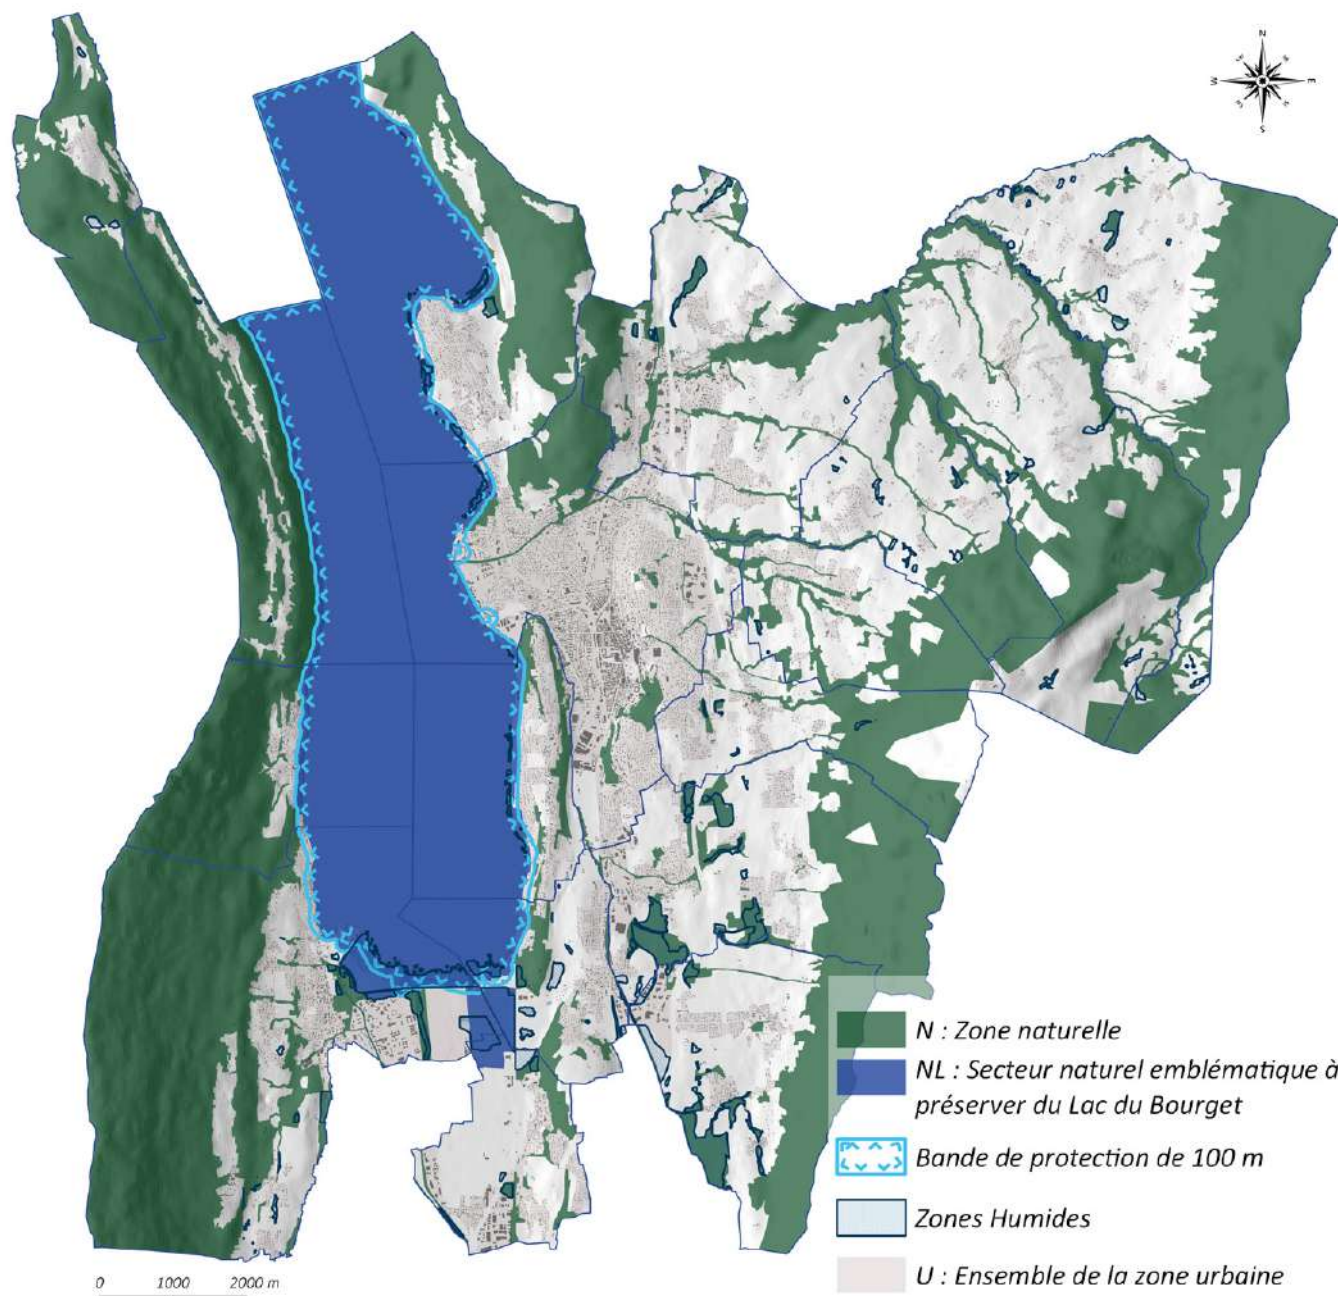 N
E
S
W
N : Zone naturelle
NL : Secteur naturel emblématique à
préserver du Lac du Bourget
Bande de protection de 100 m
Zones Humides
U : Ensemble de la zone urbaine
0 1000 2000 m